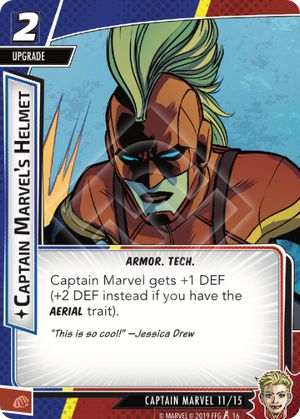 2
UPGRADE
CAPTAIN MARVEL'S HELMET
ARMOR. TECH.
Captain Marvel gets +1 DEF
(+2 DEF instead if you have the
AERIAL trait).
"This is so cool!" —Jessica Drew
CAPTAIN MARVEL 11/15
© MARVEL © 2019 FFG 16